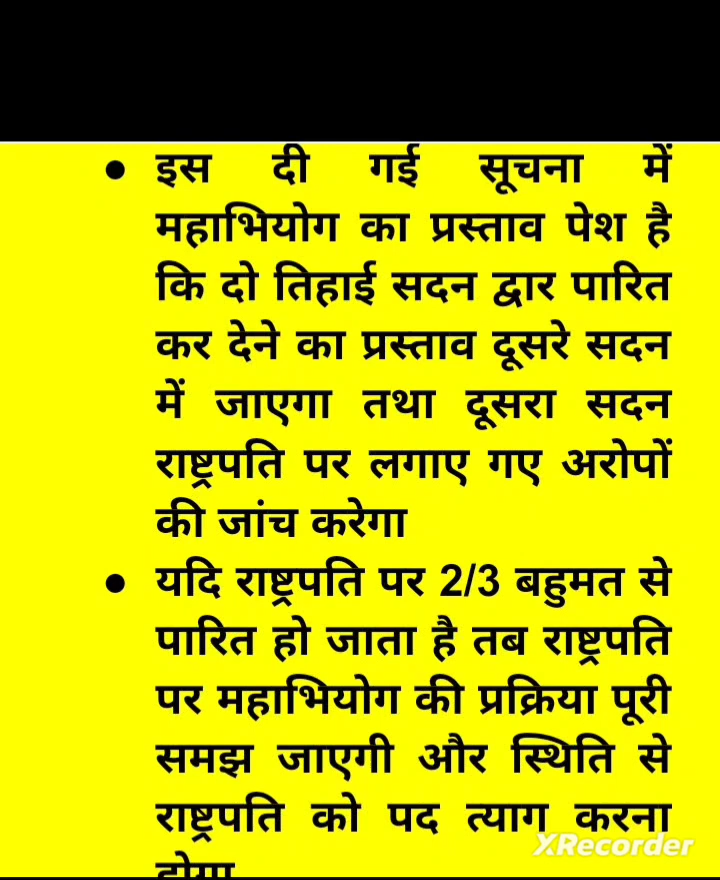 ● इस दी गई सूचना में
महाभियोग का प्रस्ताव पेश है
कि दो तिहाई सदन द्वार पारित
कर देने का प्रस्ताव दूसरे सदन
में जाएगा तथा दूसरा सदन
राष्ट्रपति पर लगाए गए अरोपों
की जांच करेगा
● यदि राष्ट्रपति पर 2/3 बहुमत से
पारित हो जाता है तब राष्ट्रपति
पर महाभियोग की प्रक्रिया पूरी
समझ जाएगी और स्थिति से
राष्ट्रपति को पद त्याग करना
XRecorder